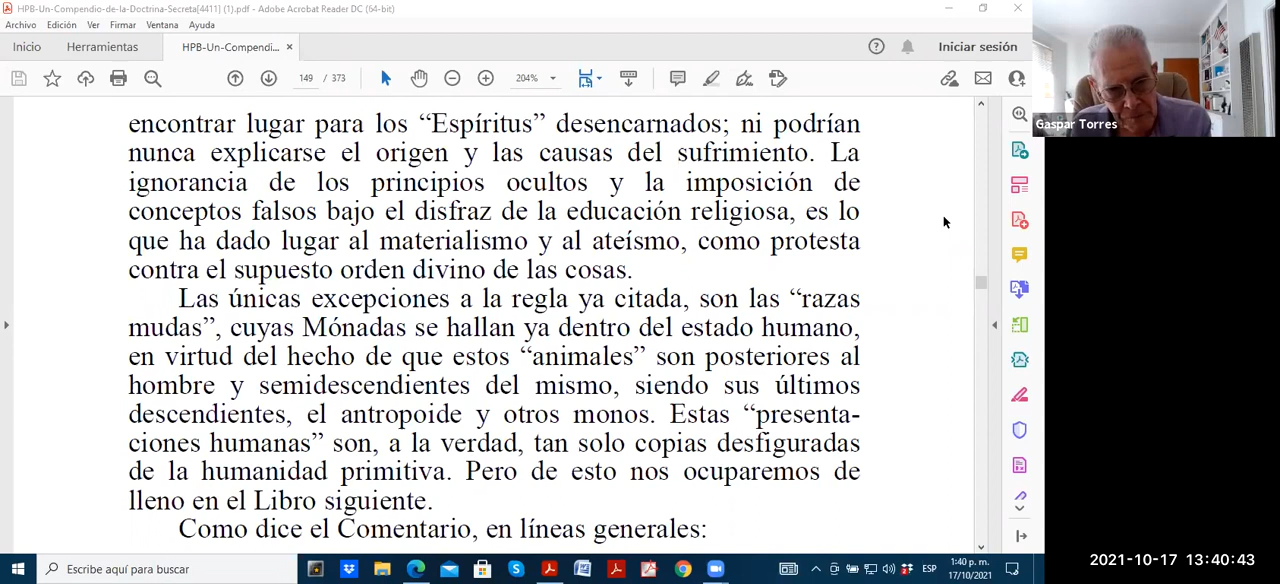 HPB-Un-Compendio-de-la-Doctrina-Secreta[4411] (1).pdf - Adobe Acrobat Reader DC (64-bit)
Archivo Edición Ver Firmar Ventana Ayuda
Inicio Herramientas HPB-Un-Compendi... × Iniciar sesión
149 / 373 204%
encontrar lugar para los “Espíritus” desencarnados; ni podrían
nunca explicarse el origen y las causas del sufrimiento. La
ignorancia de los principios ocultos y la imposición de
conceptos falsos bajo el disfraz de la educación religiosa, es lo
que ha dado lugar al materialismo y al ateísmo, como protesta
contra el supuesto orden divino de las cosas.
Las únicas excepciones a la regla ya citada, son las “razas
mudas”, cuyas Mónadas se hallan ya dentro del estado humano,
en virtud del hecho de que estos “animales” son posteriores al
hombre y semidescendientes del mismo, siendo sus últimos
descendientes, el antropoide y otros monos. Estas “presenta-
ciones humanas” son, a la verdad, tan solo copias desfiguradas
de la humanidad primitiva. Pero de esto nos ocuparemos de
lleno en el Libro siguiente.
Como dice el Comentario, en líneas generales:
Gaspar Torres
Escribe aquí para buscar
ESP
1:40 p. m.
17/10/2021
2021-10-17 13:40:43